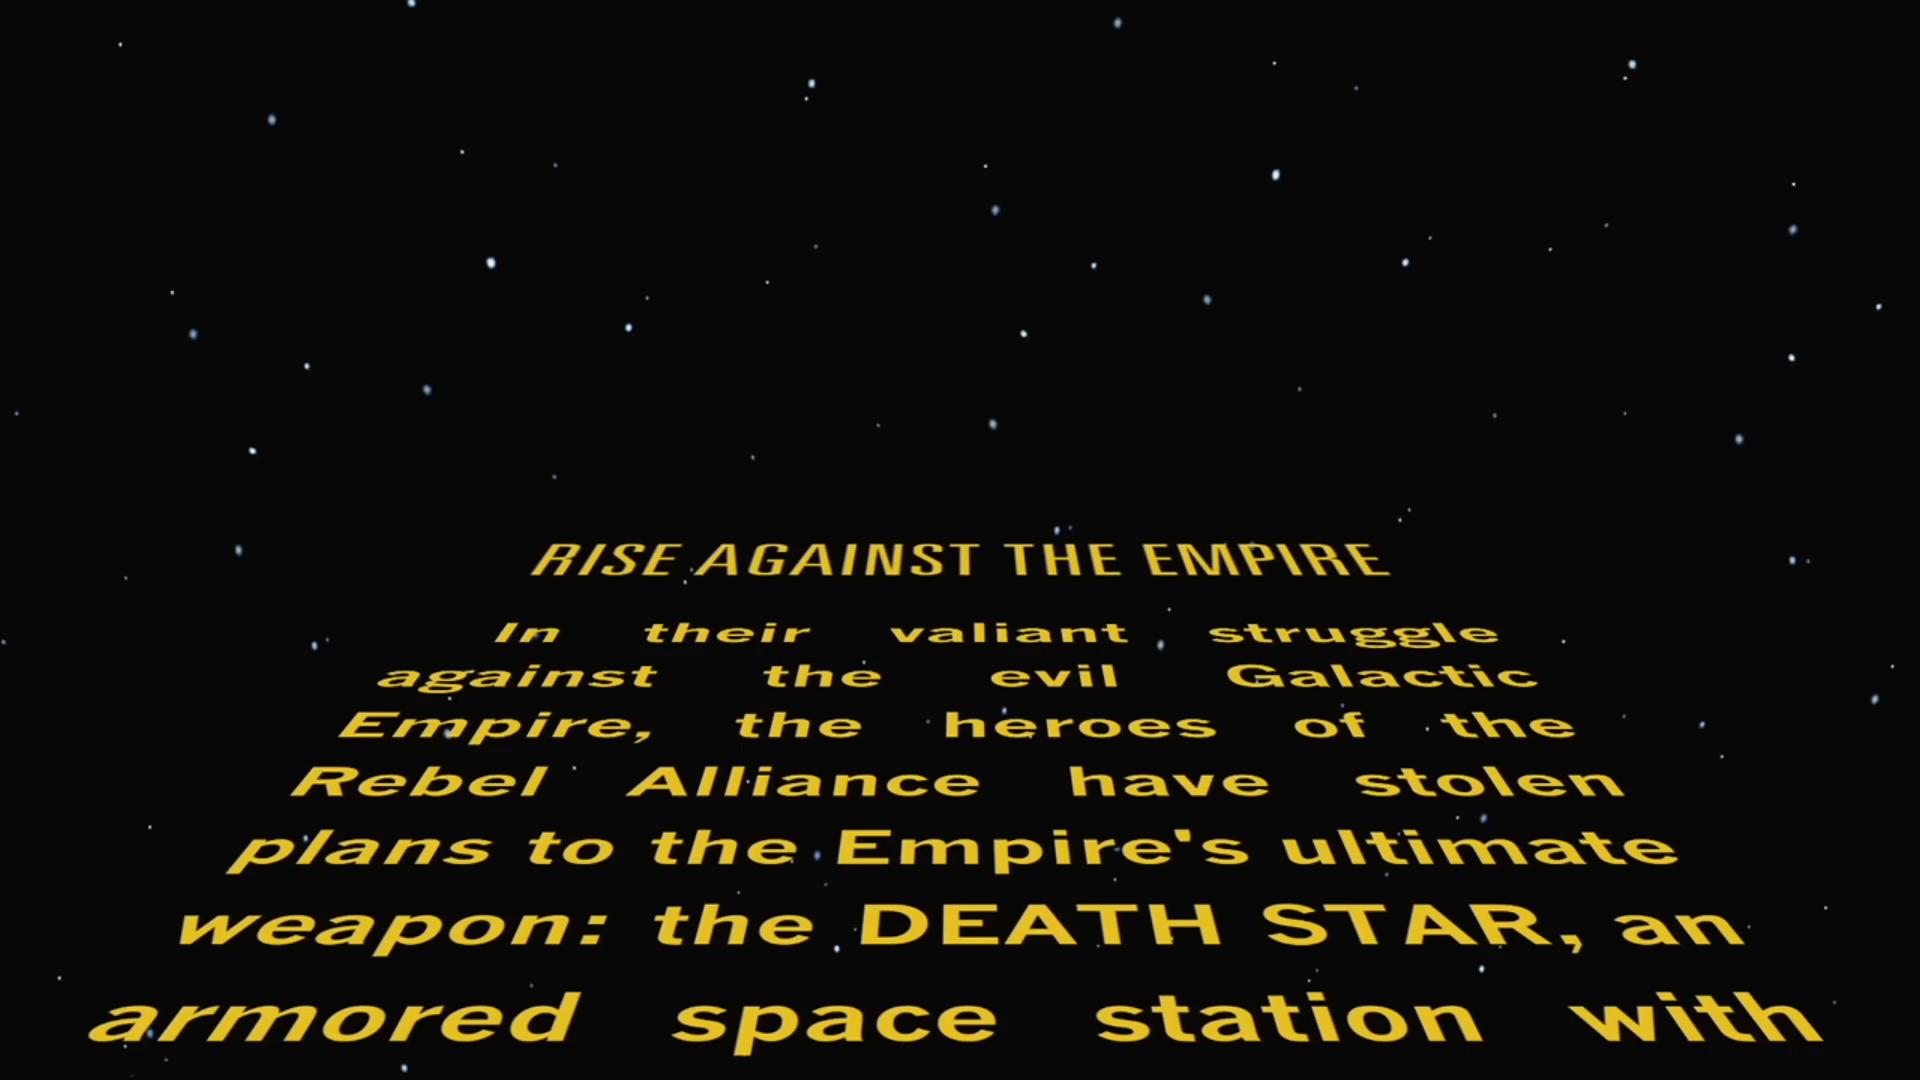 RISE AGAINST THE EMPIRE
In their valiant struggle
against the evil Galactic
Empire, the heroes of the
Rebel Alliance have stolen
plans to the Empire's ultimate
weapon: the DEATH STAR, an
armored space station with